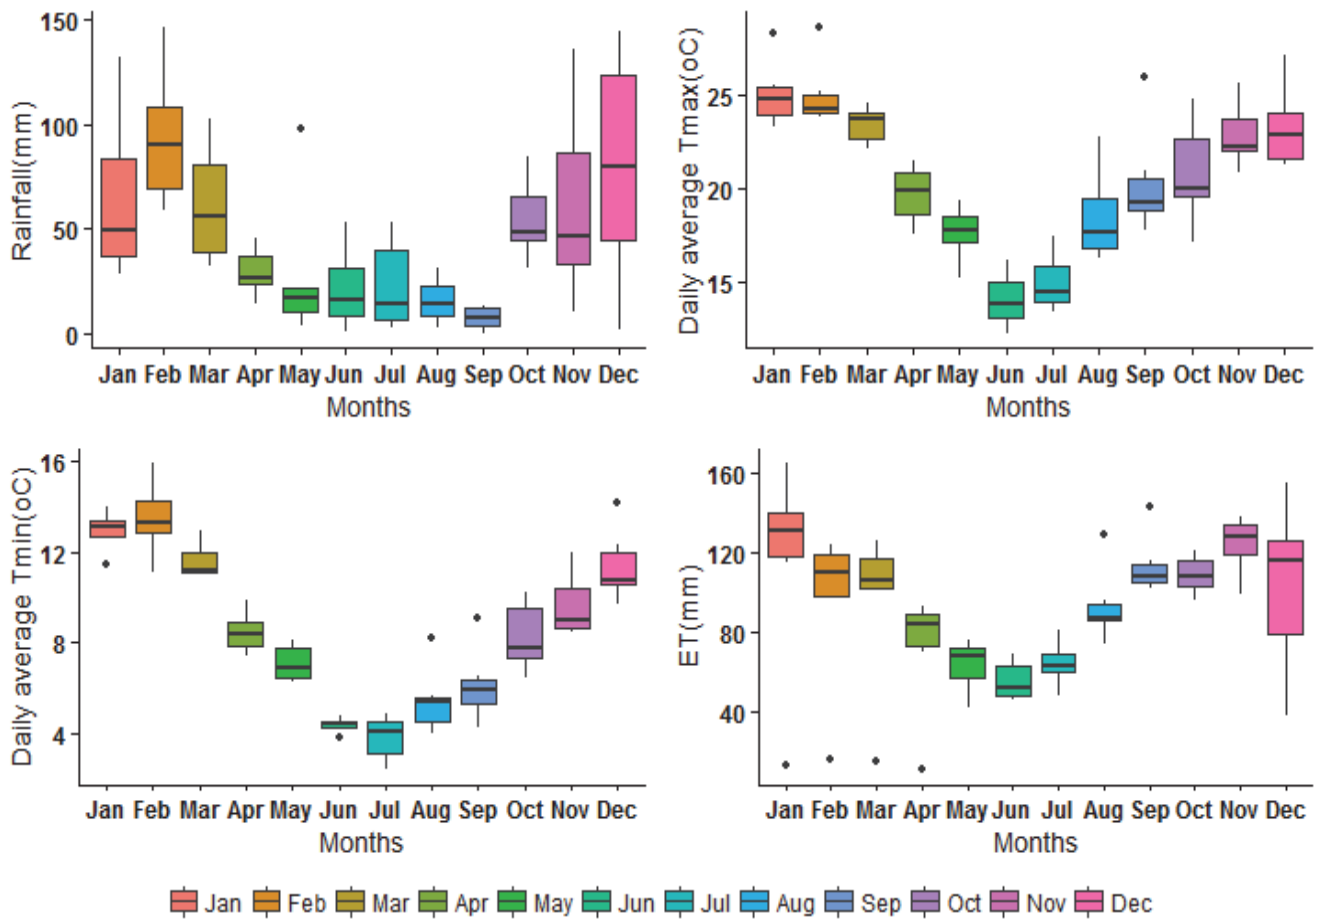 Rainfall(mm)
150
100
50
0
Jan Feb Mar Apr May Jun Jul Aug Sep Oct Nov Dec
Months
Daily average Tmax(oC)
25
20
15
Jan Feb Mar Apr May Jun Jul Aug Sep Oct Nov Dec
Months
Daily average Tmin(oC)
16
12
8
4
Jan Feb Mar Apr May Jun Jul Aug Sep Oct Nov Dec
Months
ET(mm)
160
120
80
40
Jan Feb Mar Apr May Jun Jul Aug Sep Oct Nov Dec
Months
Jan Feb Mar Apr May Jun Jul Aug Sep Oct Nov Dec